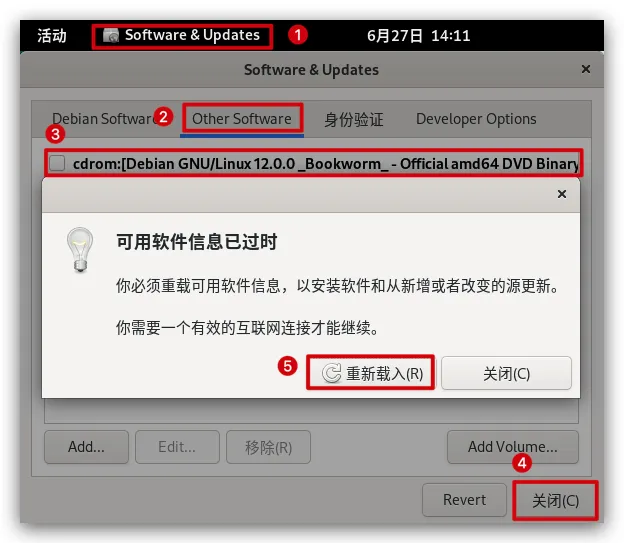 活动 Software & Updates 1 6月27日 14:11
Software & Updates ×
Debian Software 2 Other Software 身份验证 Developer Options
3
cdrom:[Debian GNU/Linux 12.0.0 _Bookworm_ - Official amd64 DVD Binary
×
可用软件信息已过时
你必须重载可用软件信息，以安装软件和从新增或者改变的源更新。
你需要一个有效的互联网连接才能继续。
5 重新载入(R) 关闭(C)
Add... Edit... 移除(R) Add Volume...
4
Revert 关闭(C)